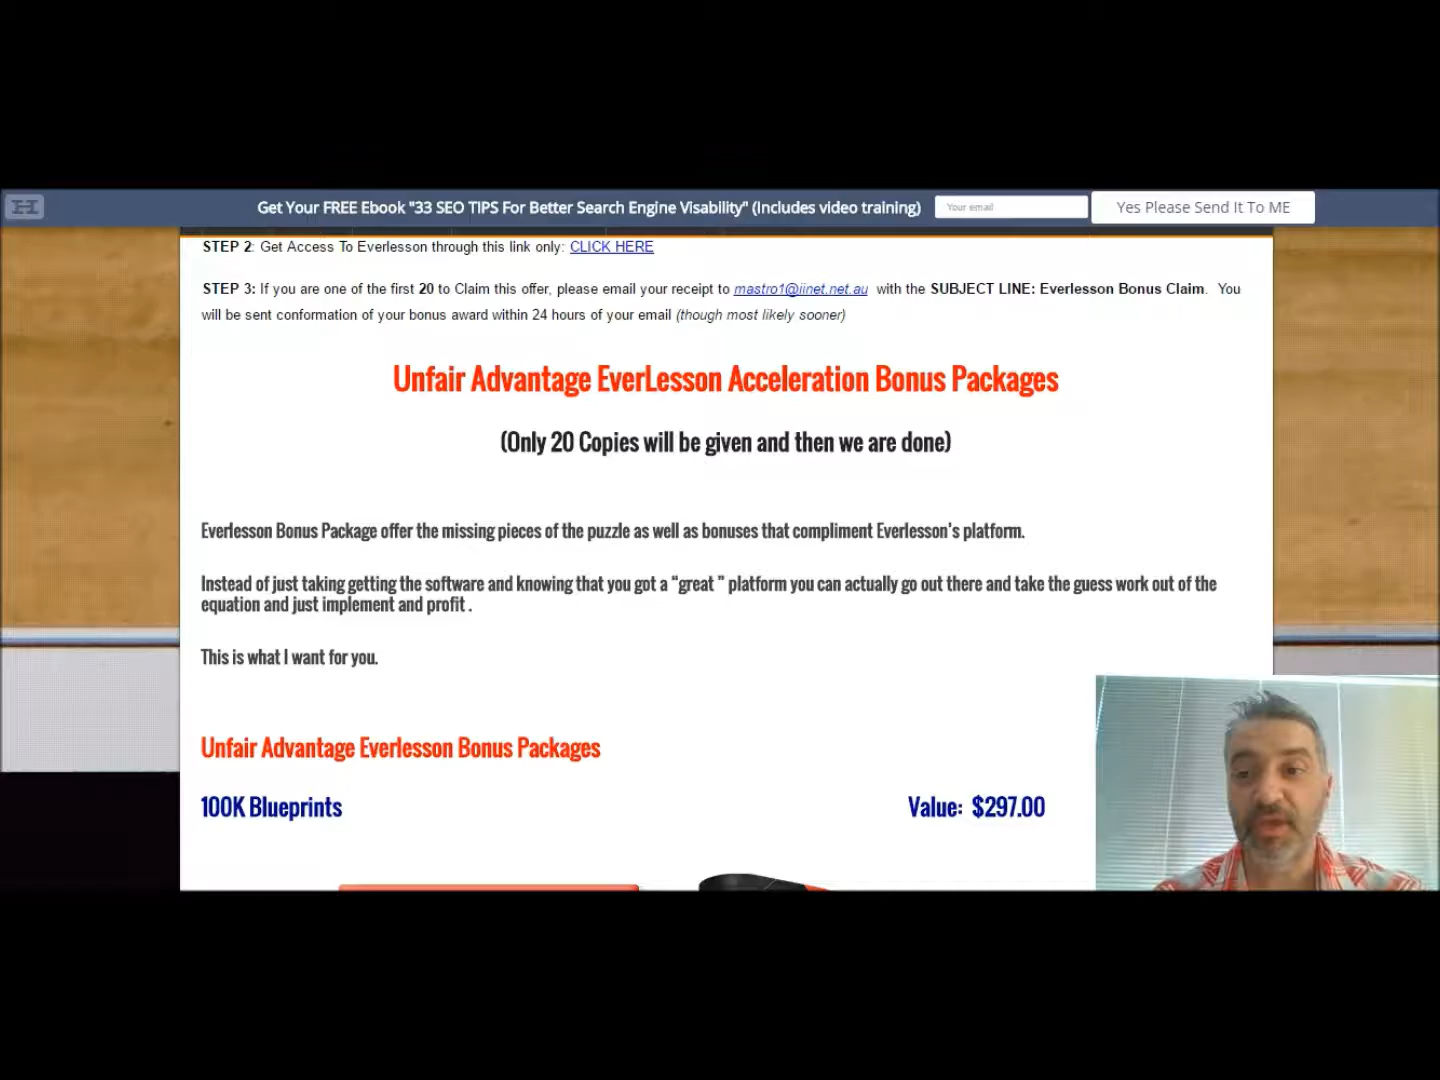 Get Your FREE Ebook "33 SEO TIPS For Better Search Engine Visability" (Includes video training)
Your email
Yes Please Send It To ME
STEP 2: Get Access To Everlesson through this link only: CLICK HERE
STEP 3: If you are one of the first 20 to Claim this offer, please email your receipt to mastro1@iinet.net.au with the SUBJECT LINE: Everlesson Bonus Claim. You
will be sent conformation of your bonus award within 24 hours of your email (though most likely sooner)
Unfair Advantage EverLesson Acceleration Bonus Packages
(Only 20 Copies will be given and then we are done)
Everlesson Bonus Package offer the missing pieces of the puzzle as well as bonuses that compliment Everlesson's platform.
Instead of just taking getting the software and knowing that you got a “great ” platform you can actually go out there and take the guess work out of the
equation and just implement and profit .
This is what I want for you.
Unfair Advantage Everlesson Bonus Packages
100K Blueprints Value: $297.00